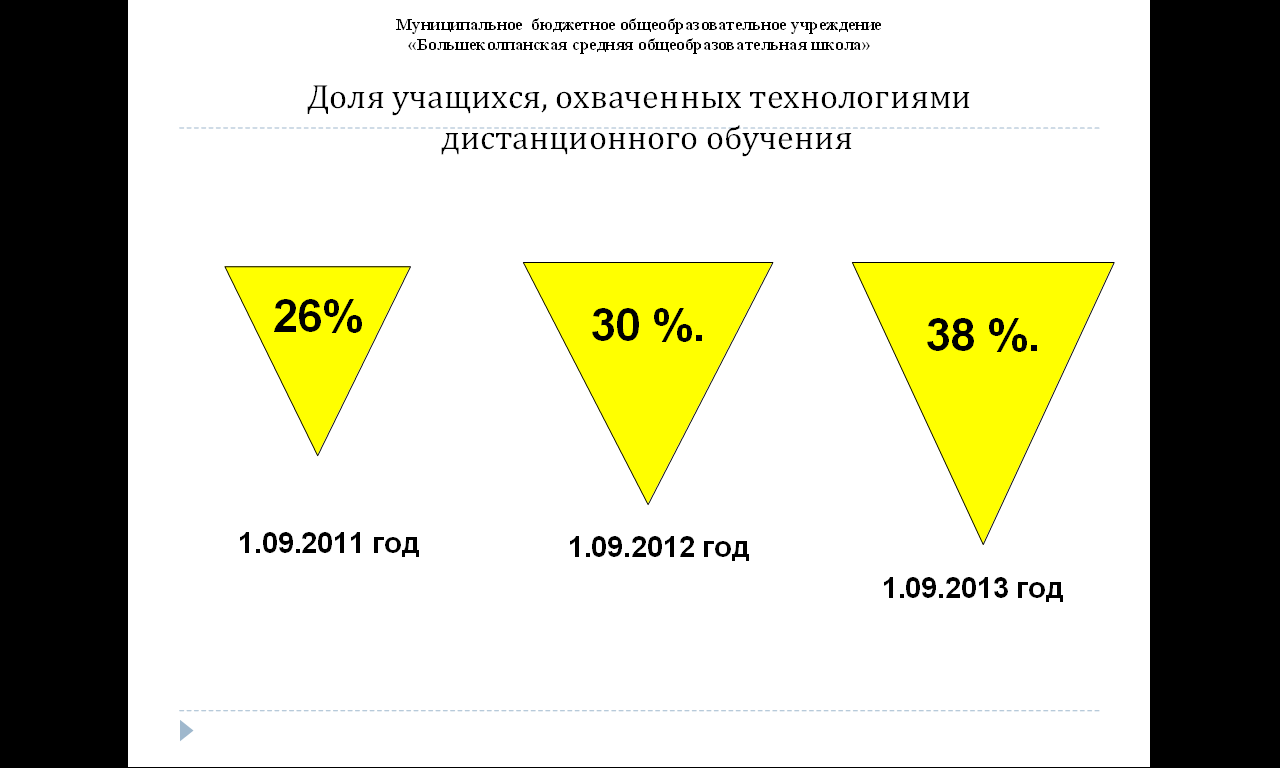 Муниципальное бюджетное общеобразовательное учреждение
«Большеколпанская средняя общеобразовательная школа»
Доля учащихся, охваченных технологиями
дистанционного обучения
26%
30 %.
38 %.
1.09.2011 год
1.09.2012 год
1.09.2013 год